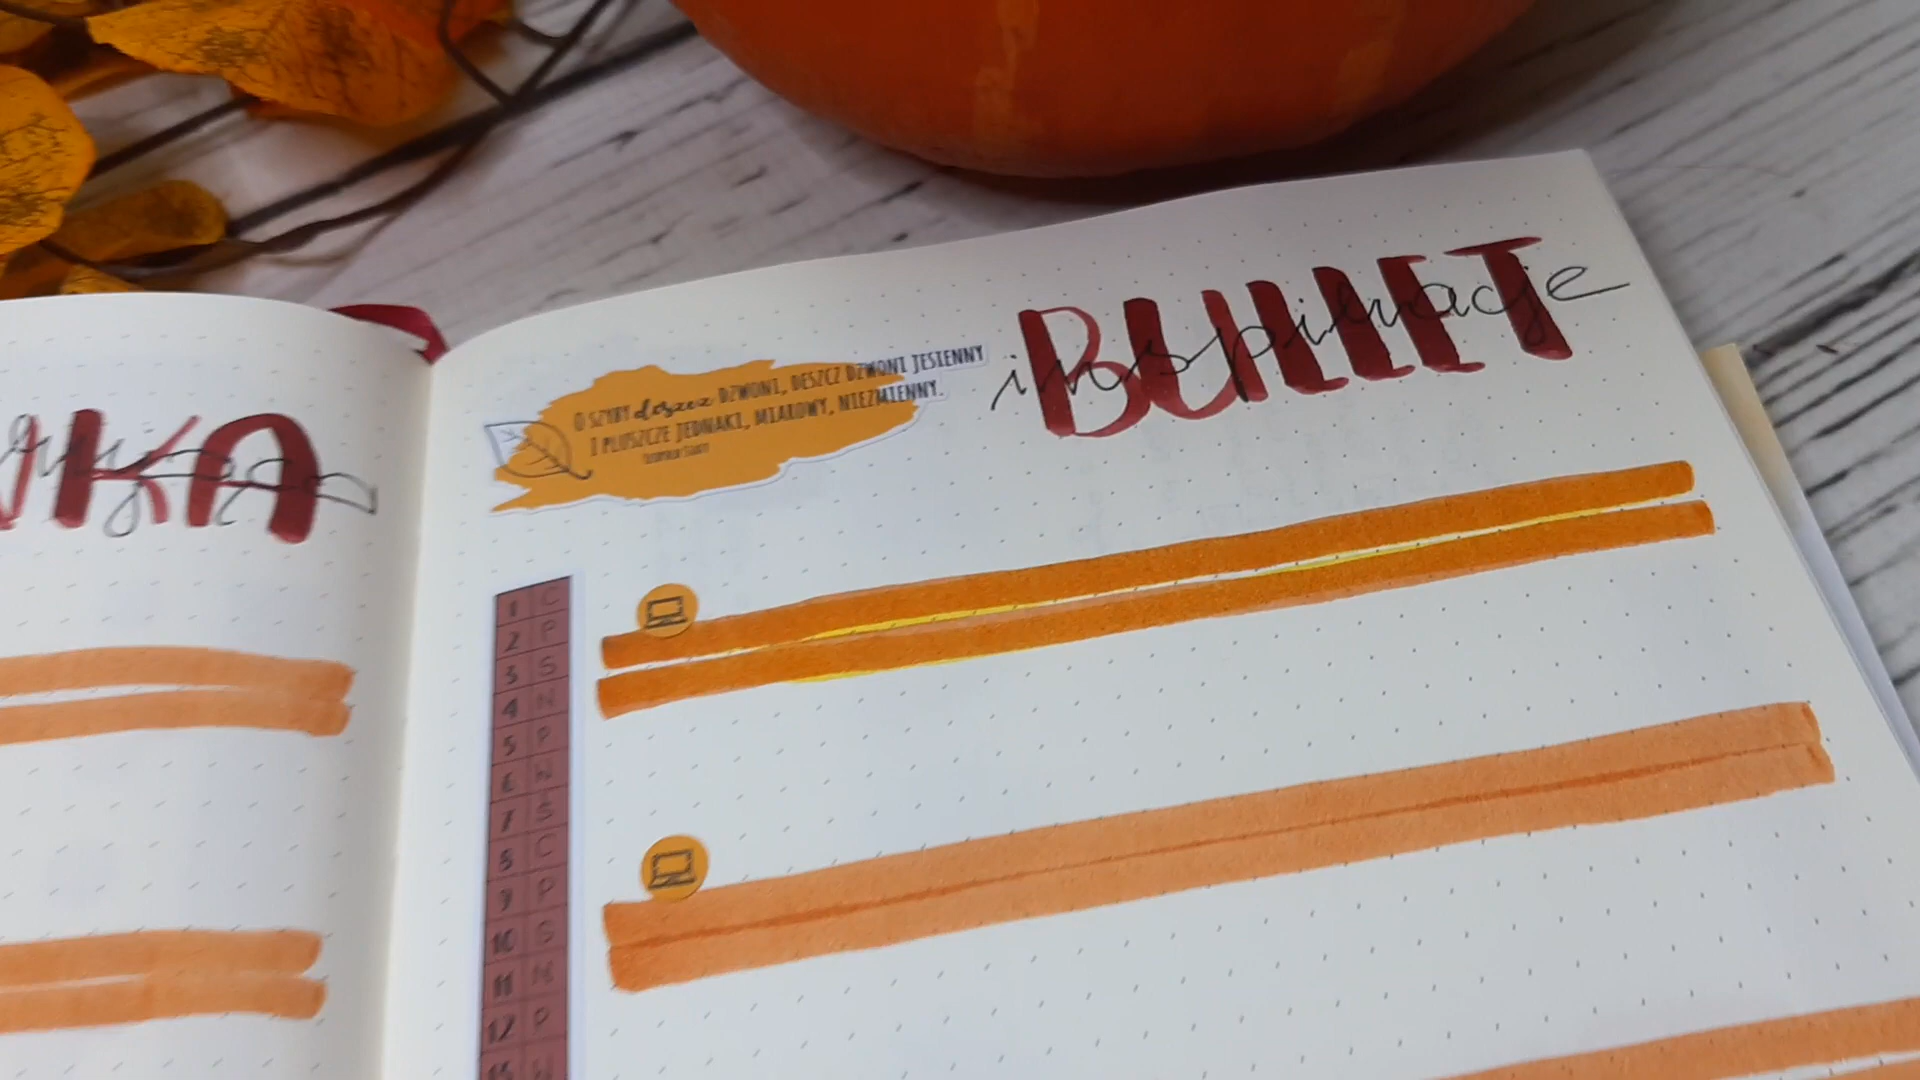 KA
O SZYBY deszcz DZWONI, DESZCZ DZWONI JESIENNY
I PLUSZCZE JEDNAKI, MIAROWY, NIEZMIENNY.
BULLET
inspiracje
1 C
2 P
3 S
4 N
5 P
6 W
7 Ś
8 C
9 P
10 S
11 N
12 P
13 W